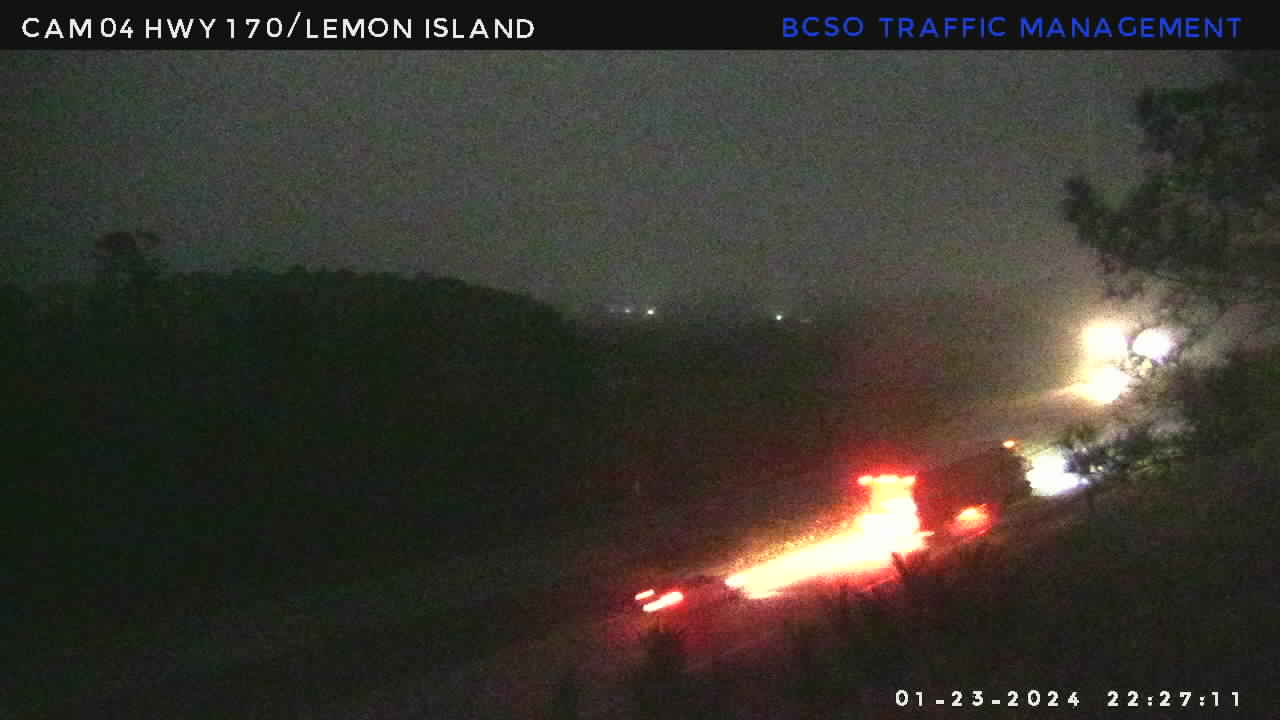 CAM04 HWY 170/LEMON ISLAND
BCSO TRAFFIC MANAGEMENT
01-23-2024 22:27:11